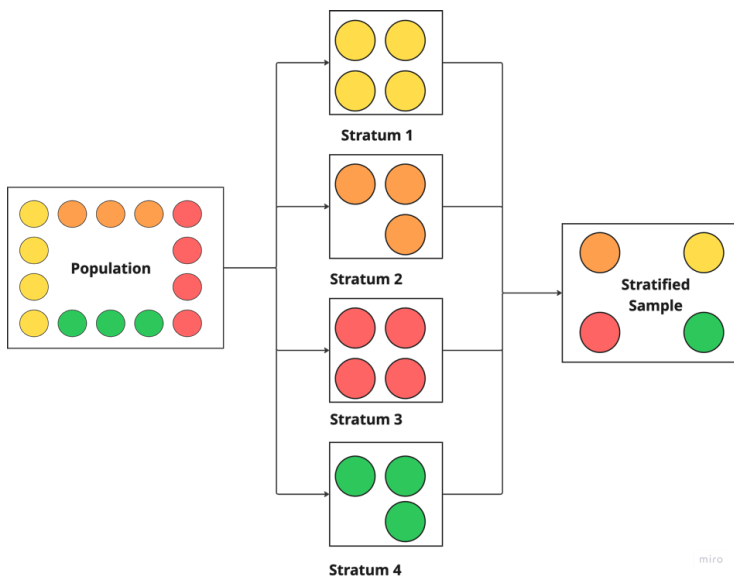 Stratum 1
Population
Stratum 2
Stratified
Sample
Stratum 3
Stratum 4
miro